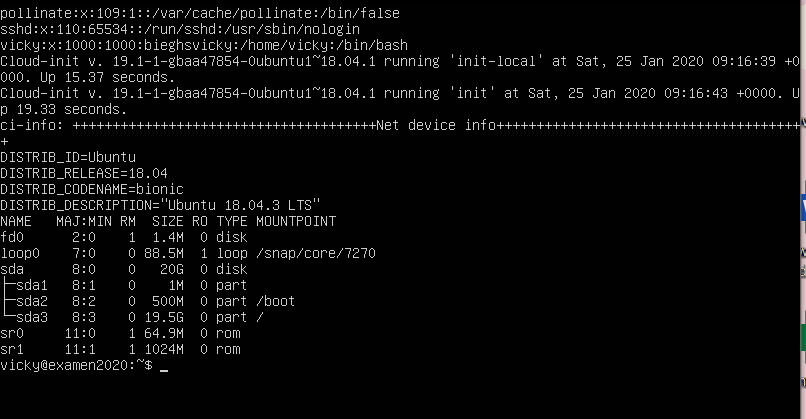 pollinate:x:109:1::/var/cache/pollinate:/bin/false
sshd:x:110:65534::/run/sshd:/usr/sbin/nologin
vicky:x:1000:1000:bieghsvicky:/home/vicky:/bin/bash
Cloud-init v. 19.1-1-gbaa47854-0ubuntu1~18.04.1 running 'init-local' at Sat, 25 Jan 2020 09:16:39 +0
000. Up 15.37 seconds.
Cloud-init v. 19.1-1-gbaa47854-0ubuntu1~18.04.1 running 'init' at Sat, 25 Jan 2020 09:16:43 +0000. U
p 19.33 seconds.
ci-info: ++++++++++++++++++++++++++++++++++++++Net device info++++++++++++++++++++++++++++++++++++++
+
DISTRIB_ID=Ubuntu
DISTRIB_RELEASE=18.04
DISTRIB_CODENAME=bionic
DISTRIB_DESCRIPTION="Ubuntu 18.04.3 LTS"
NAME   MAJ:MIN RM  SIZE RO TYPE MOUNTPOINT
fd0      2:0    1  1.4M  0 disk
loop0    7:0    0 88.5M  1 loop /snap/core/7270
sda      8:0    0   20G  0 disk
├─sda1   8:1    0    1M  0 part
├─sda2   8:2    0  500M  0 part /boot
└─sda3   8:3    0 19.5G  0 part /
sr0     11:0    1 64.9M  0 rom
sr1     11:1    1 1024M  0 rom
vicky@examen2020:~$ _